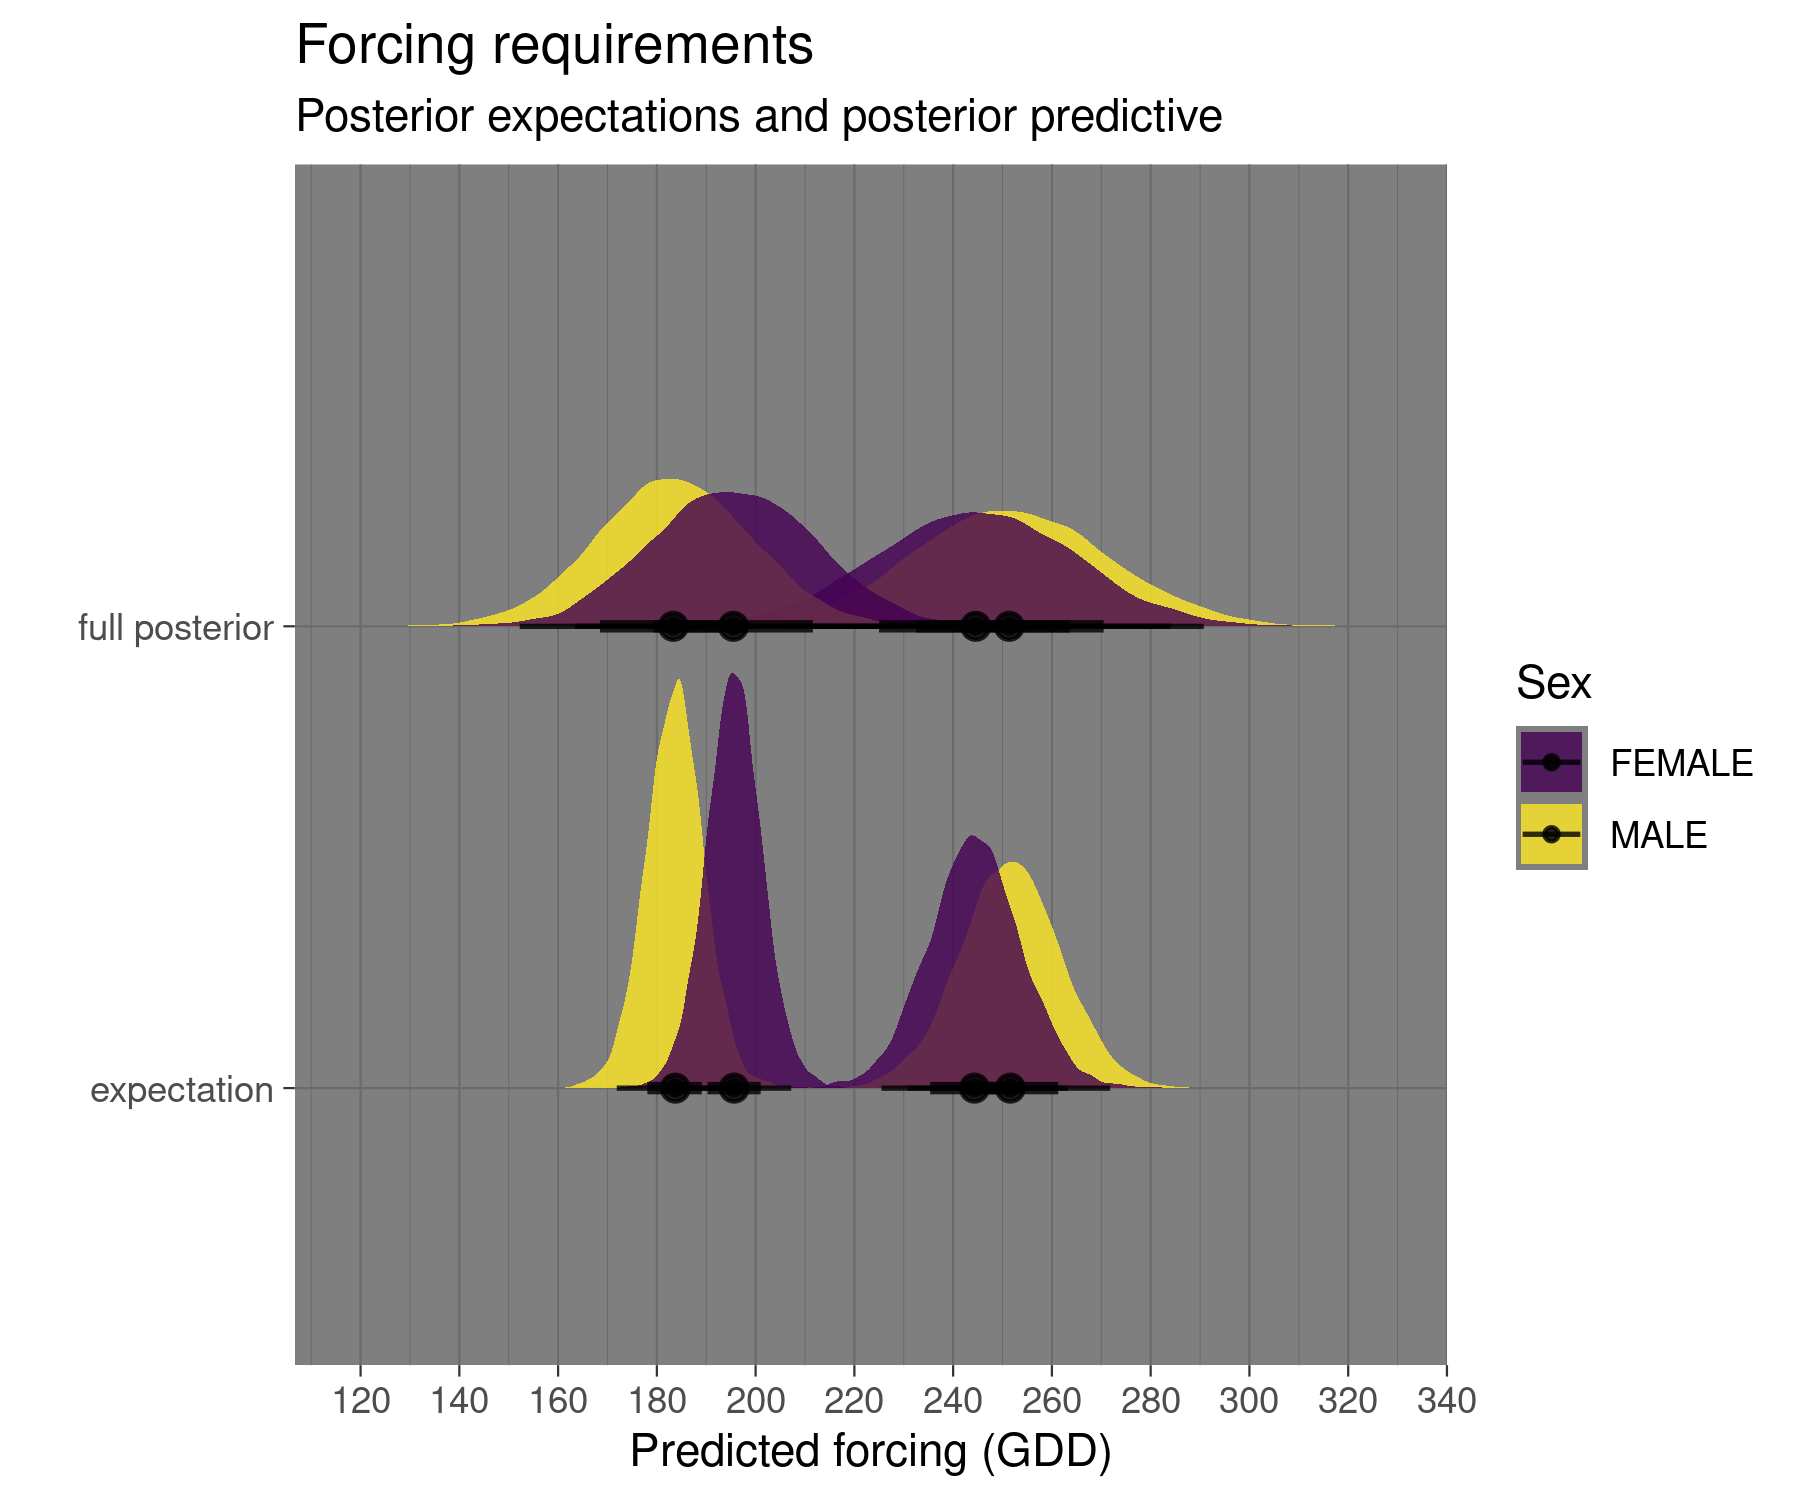 Forcing requirements
Posterior expectations and posterior predictive
full posterior
expectation
120 140 160 180 200 220 240 260 280 300 320 340
Predicted forcing (GDD)
Sex
FEMALE
MALE